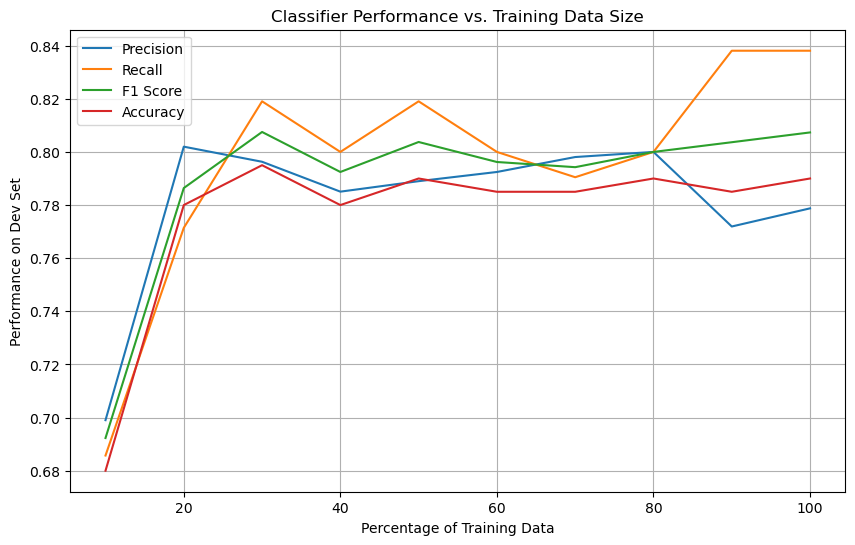 Classifier Performance vs. Training Data Size
Precision
Recall
F1 Score
Accuracy
Performance on Dev Set
0.84
0.82
0.80
0.78
0.76
0.74
0.72
0.70
0.68
20
40
60
80
100
Percentage of Training Data